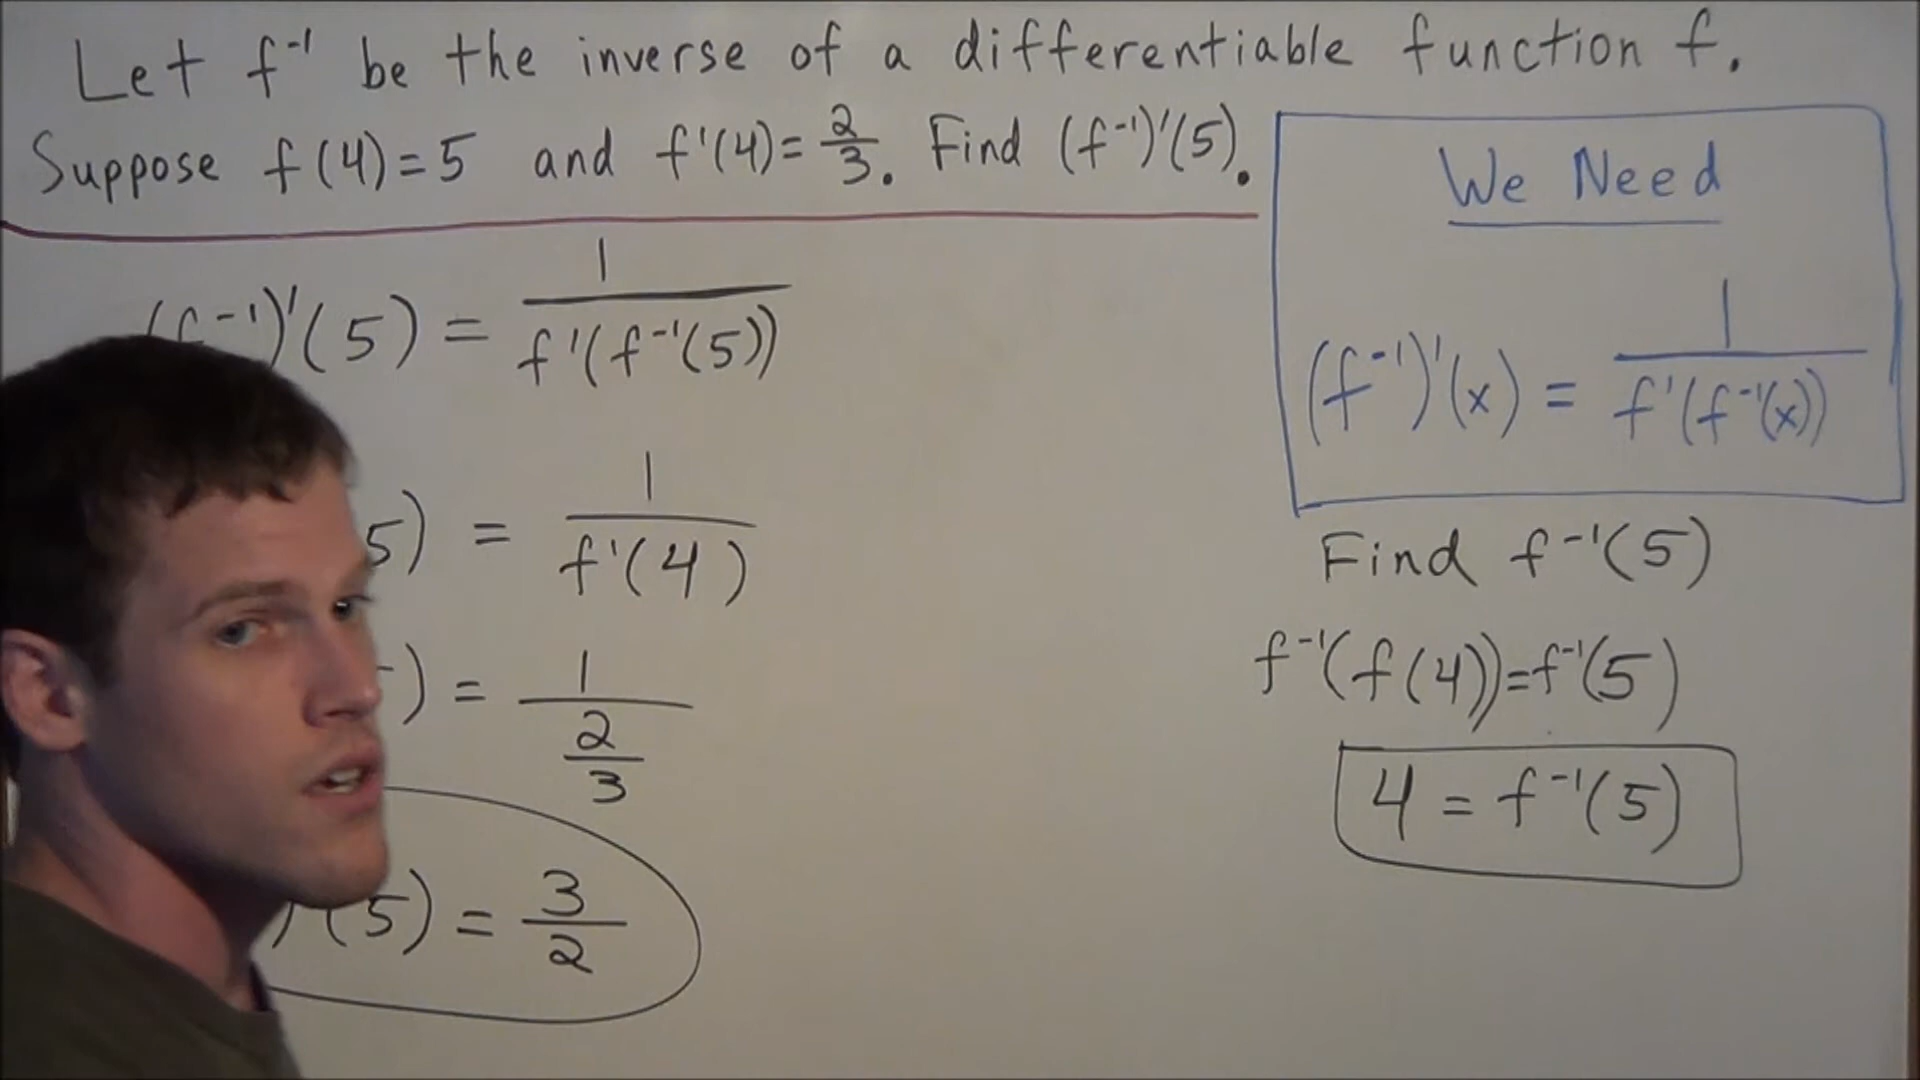 Let f⁻¹ be the inverse of a differentiable function f.
Suppose f(4)=5 and f'(4)=2/3. Find (f⁻¹)'(5).
(f⁻¹)'(5) = 1/f'(f⁻¹(5))
5) = 1/f'(4)
) = 1/(2/3)
)'(5) = 3/2
We Need
(f⁻¹)'(x) = 1/f'(f⁻¹(x))
Find f⁻¹(5)
f⁻¹(f(4))=f⁻¹(5)
4 = f⁻¹(5)